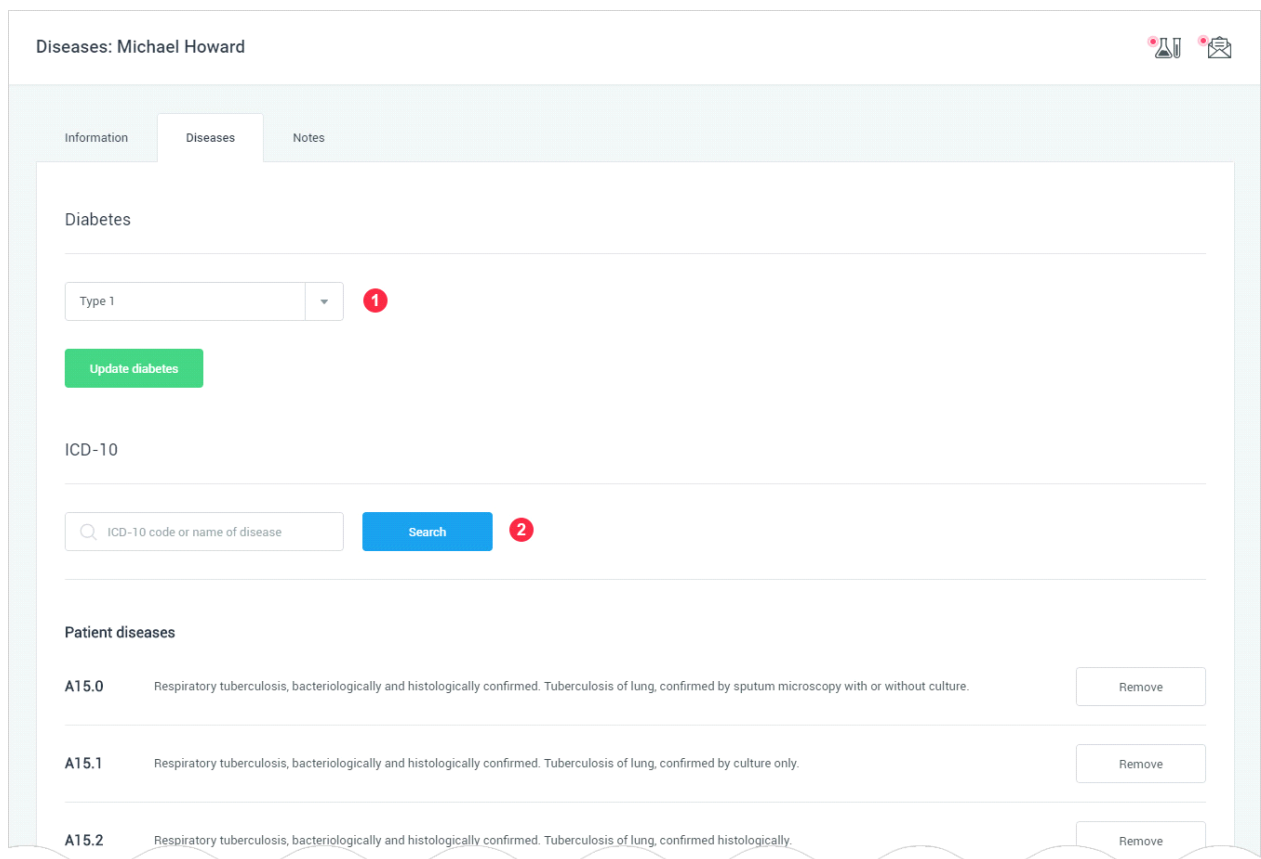 Diseases: Michael Howard
Information Diseases Notes
Diabetes
Type 1 1
Update diabetes
ICD-10
ICD-10 code or name of disease Search 2
Patient diseases
A15.0 Respiratory tuberculosis, bacteriologically and histologically confirmed. Tuberculosis of lung, confirmed by sputum microscopy with or without culture. Remove
A15.1 Respiratory tuberculosis, bacteriologically and histologically confirmed. Tuberculosis of lung, confirmed by culture only. Remove
A15.2 Respiratory tuberculosis, bacteriologically and histologically confirmed. Tuberculosis of lung, confirmed histologically. Remove